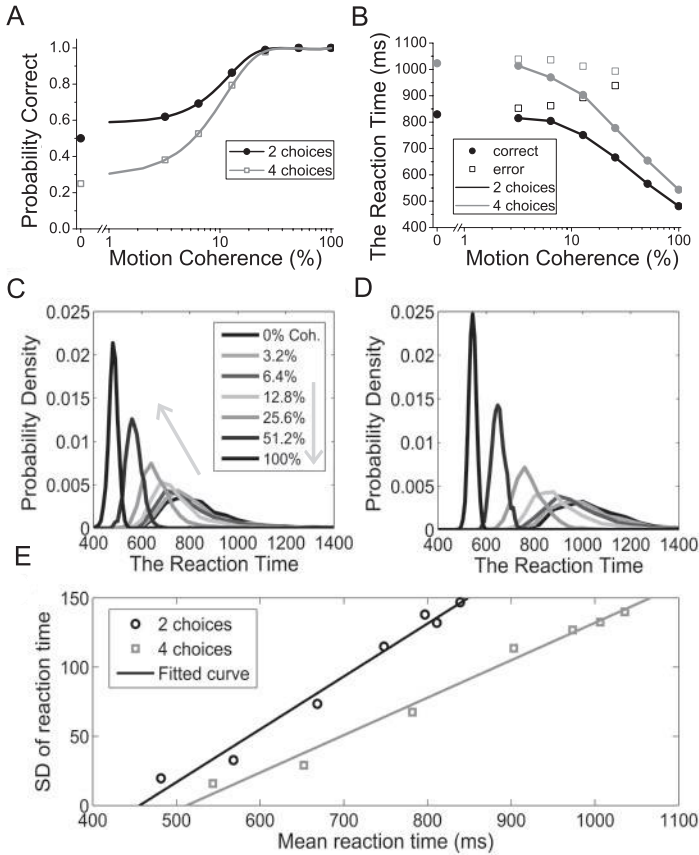 A
Probability Correct
1.0
0.8
0.6
0.4
0.2
0.0
0 1 10 100
Motion Coherence (%)
2 choices
4 choices
B
The Reaction Time (ms)
1100
1000
900
800
700
600
500
400
0 1 10 100
Motion Coherence (%)
correct
error
2 choices
4 choices
C
Probability Density
0.025
0.02
0.015
0.01
0.005
0
400 600 800 1000 1200 1400
The Reaction Time
0% Coh.
3.2%
6.4%
12.8%
25.6%
51.2%
100%
D
Probability Density
0.025
0.02
0.015
0.01
0.005
0
400 600 800 1000 1200 1400
The Reaction Time
E
SD of reaction time
150
100
50
0
400 500 600 700 800 900 1000 1100
Mean reaction time (ms)
2 choices
4 choices
Fitted curve